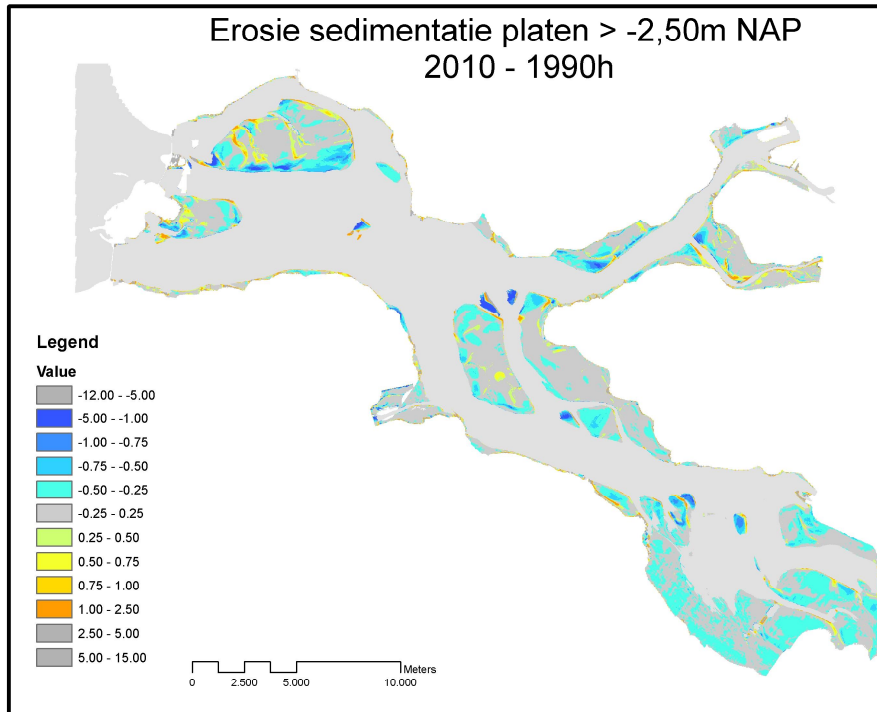 Erosie sedimentatie platen > -2,50m NAP
2010 - 1990h
Legend
Value
-12.00 - -5.00
-5.00 - -1.00
-1.00 - -0.75
-0.75 - -0.50
-0.50 - -0.25
-0.25 - 0.25
0.25 - 0.50
0.50 - 0.75
0.75 - 1.00
1.00 - 2.50
2.50 - 5.00
5.00 - 15.00
Meters
0 2.500 5.000 10.000